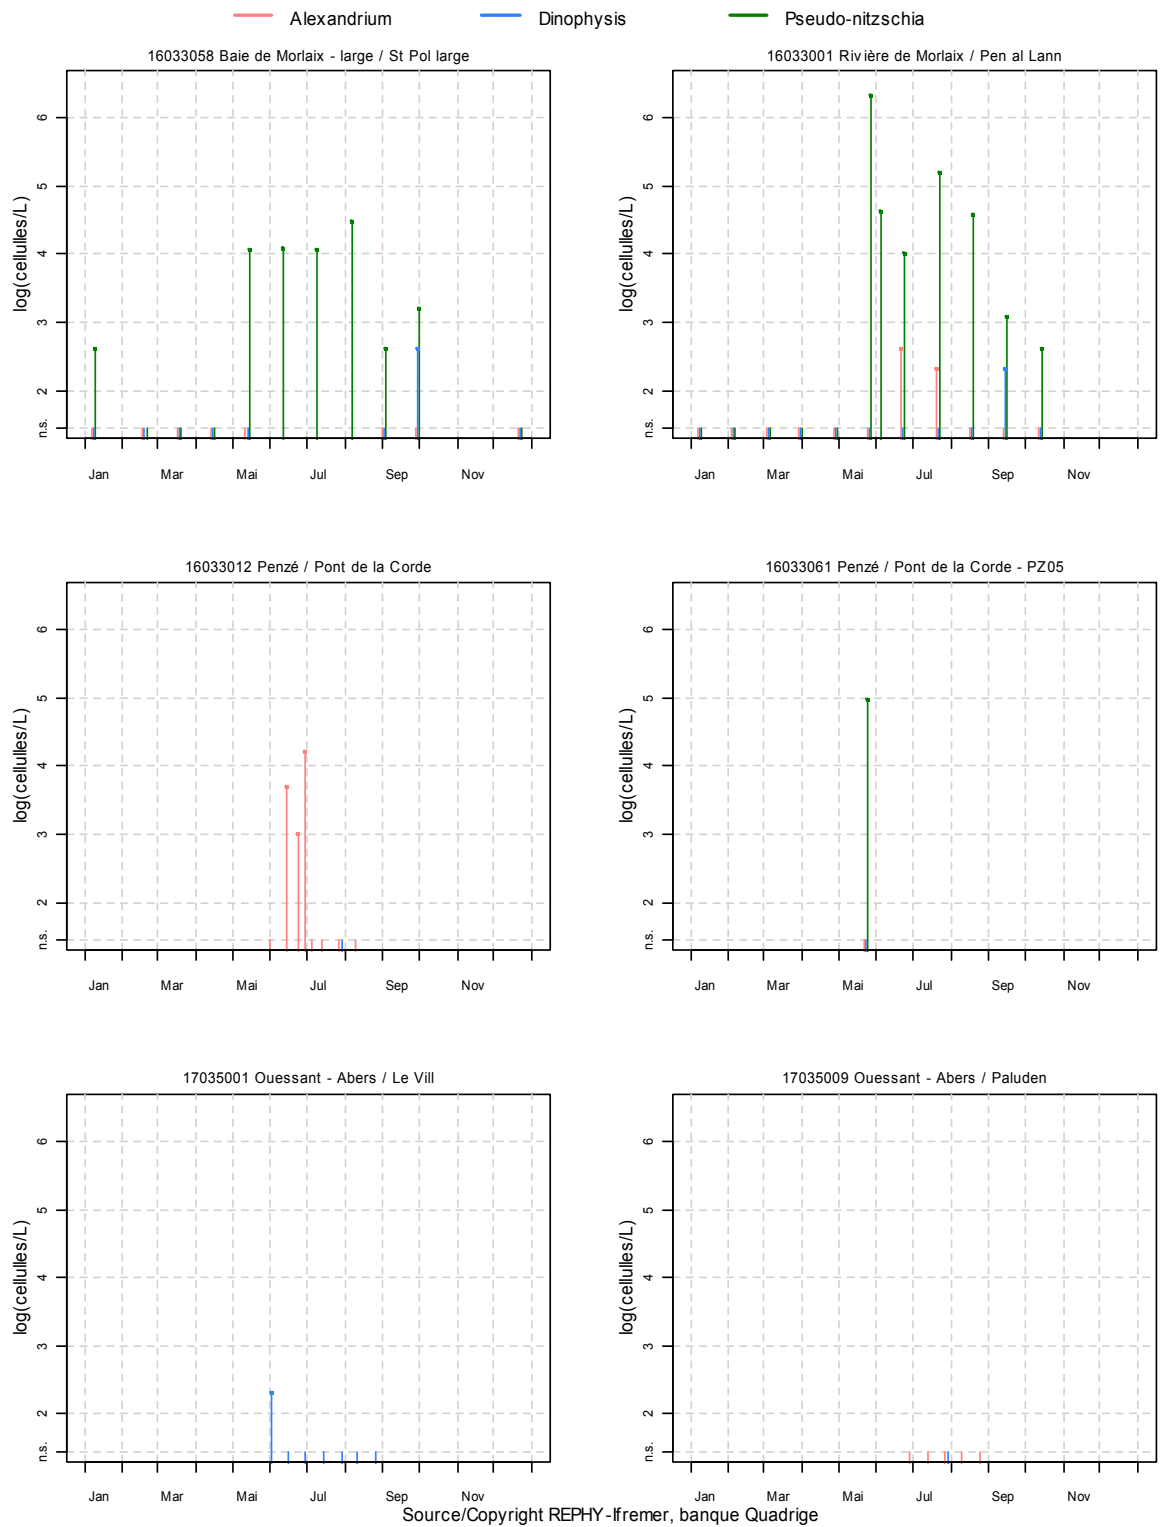 Alexandrium Dinophysis Pseudo-nitzschia
16033058 Baie de Morlaix - large / St Pol large
log(cellulles/L)
6
5
4
3
2
n.s.
Jan Mar Mai Jul Sep Nov
16033001 Rivière de Morlaix / Pen al Lann
log(cellulles/L)
6
5
4
3
2
n.s.
Jan Mar Mai Jul Sep Nov
16033012 Penzé / Pont de la Corde
log(cellulles/L)
6
5
4
3
2
n.s.
Jan Mar Mai Jul Sep Nov
16033061 Penzé / Pont de la Corde - PZ05
log(cellulles/L)
6
5
4
3
2
n.s.
Jan Mar Mai Jul Sep Nov
17035001 Ouessant - Abers / Le Vill
log(cellulles/L)
6
5
4
3
2
n.s.
Jan Mar Mai Jul Sep Nov
17035009 Ouessant - Abers / Paluden
log(cellulles/L)
6
5
4
3
2
n.s.
Jan Mar Mai Jul Sep Nov
Source/Copyright REPHY-Ifremer, banque Quadrige